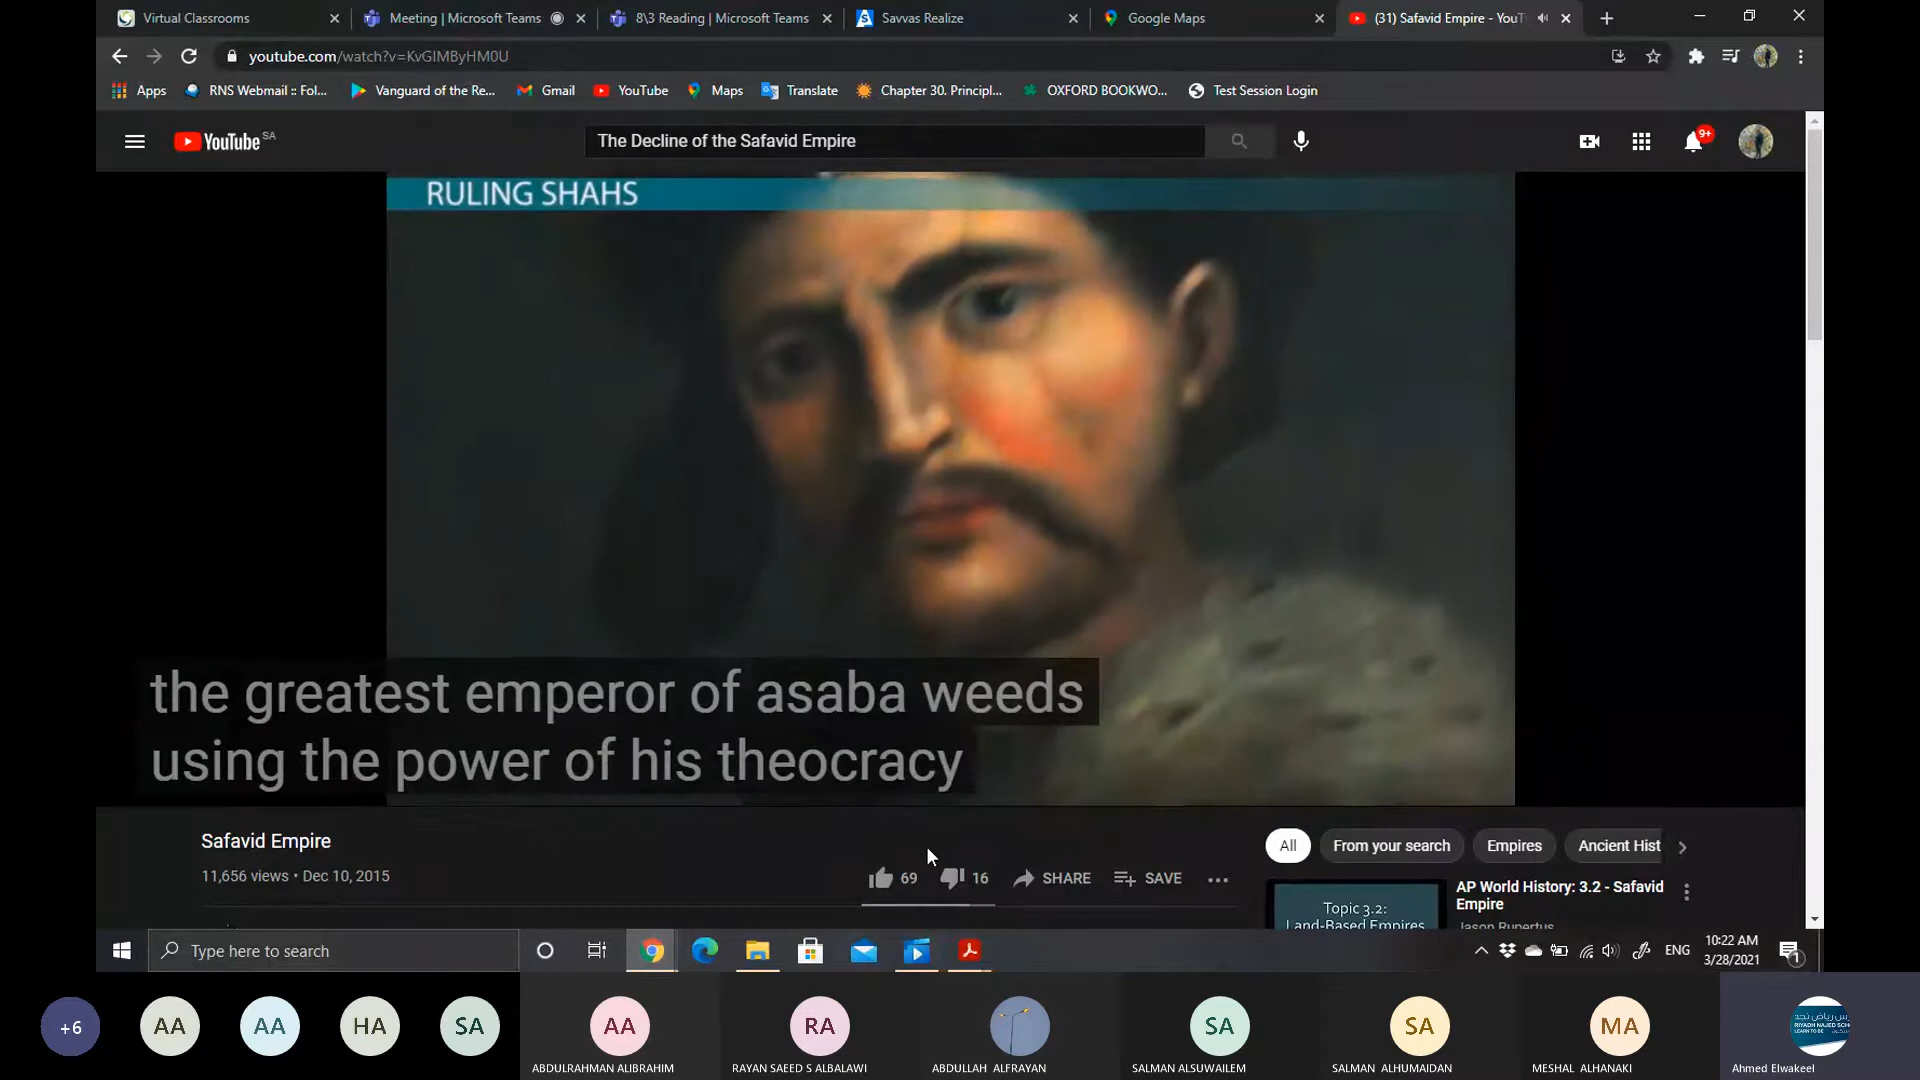 Virtual Classrooms
Meeting | Microsoft Teams
8\3 Reading | Microsoft Teams
Savvas Realize
Google Maps
(31) Safavid Empire - YouT
youtube.com/watch?v=KvGIMByHM0U
Apps
RNS Webmail :: Fol...
Vanguard of the Re...
Gmail
YouTube
Maps
Translate
Chapter 30. Principl...
OXFORD BOOKWO...
Test Session Login
YouTube SA
The Decline of the Safavid Empire
9+
RULING SHAHS
the greatest emperor of asaba weeds
using the power of his theocracy
Safavid Empire
11,656 views • Dec 10, 2015
69
16
SHARE
SAVE
All
From your search
Empires
Ancient Hist
Topic 3.2:
Land-Based Empires
AP World History: 3.2 - Safavid
Empire
Jason Rupertus
Type here to search
ENG
10:22 AM
3/28/2021
1
+6
AA
AA
HA
SA
AA
ABDULRAHMAN ALIBRAHIM
RA
RAYAN SAEED S ALBALAWI
ABDULLAH ALFRAYAN
SA
SALMAN ALSUWAILEM
SA
SALMAN ALHUMAIDAN
MA
MESHAL ALHANAKI
Ahmed Elwakeel